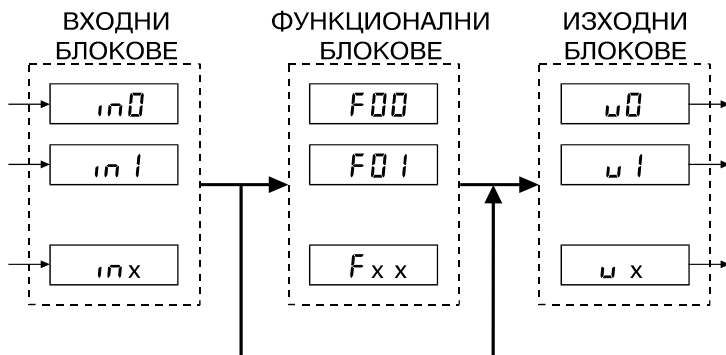 ВХОДНИ ФУНКЦИОНАЛНИ ИЗХОДНИ
БЛОКОВЕ БЛОКОВЕ БЛОКОВЕ
in0 F00 u0
in1 F01 u1
inx Fxx ux